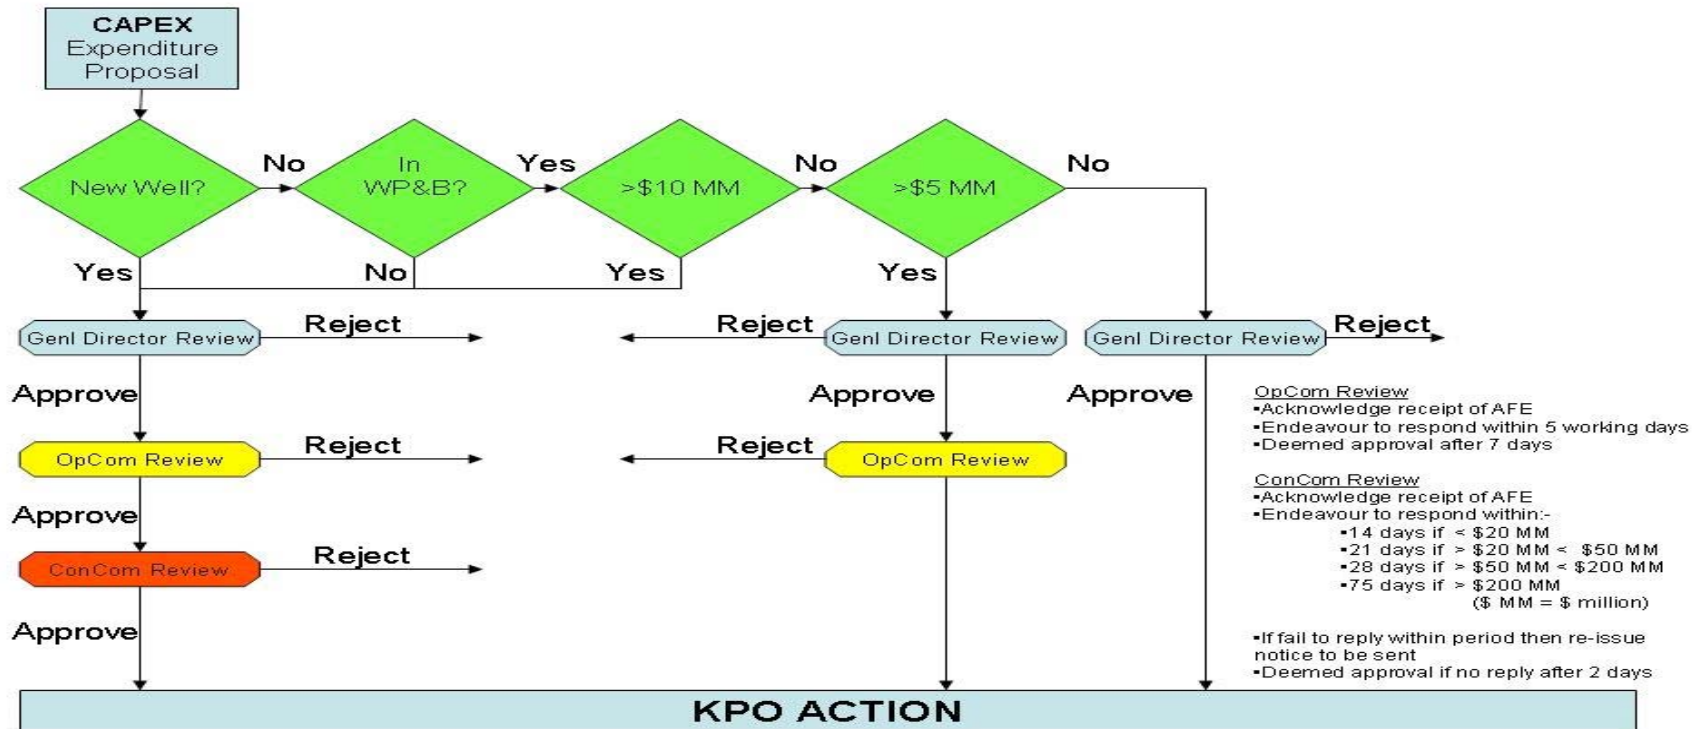 CAPEX
Expenditure
Proposal
New Well?
No
In
WP&B?
Yes
>$10 MM
No
>$5 MM
No
Yes
No
Yes
Yes
Genl Director Review
Reject
Reject
Genl Director Review
Genl Director Review
Reject
Approve
Approve
Approve
OpCom Review
Reject
Reject
OpCom Review
Approve
ConCom Review
Reject
Approve
OpCom Review
▪Acknowledge receipt of AFE
▪Endeavour to respond within 5 working days
▪Deemed approval after 7 days
ConCom Review
▪Acknowledge receipt of AFE
▪Endeavour to respond within:-
▪14 days if < $20 MM
▪21 days if > $20 MM < $50 MM
▪28 days if > $50 MM < $200 MM
▪75 days if > $200 MM
($ MM = $ million)
▪If fail to reply within period then re-issue
notice to be sent
▪Deemed approval if no reply after 2 days
KPO ACTION